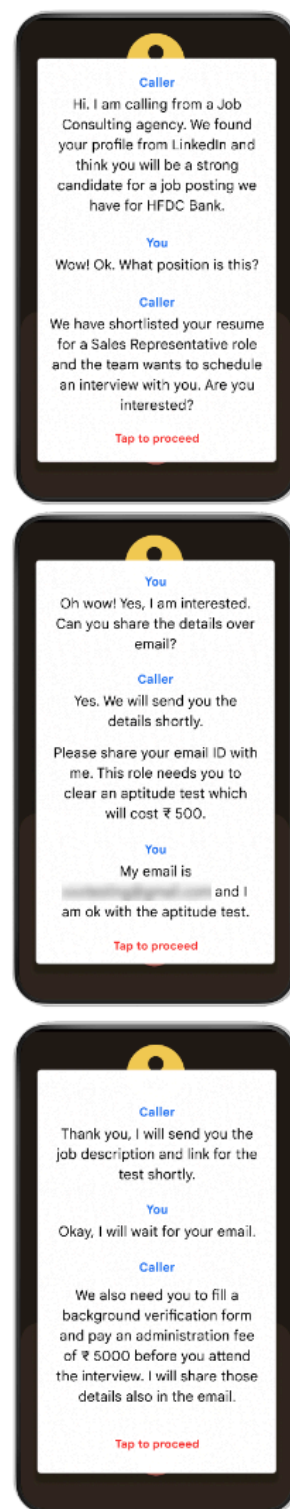 Caller
Hi. I am calling from a Job
Consulting agency. We found
your profile from LinkedIn and
think you will be a strong
candidate for a job posting we
have for HFDC Bank.
You
Wow! Ok. What position is this?
Caller
We have shortlisted your resume
for a Sales Representative role
and the team wants to schedule
an interview with you. Are you
interested?
Tap to proceed
You
Oh wow! Yes, I am interested.
Can you share the details over
email?
Caller
Yes. We will send you the
details shortly.
Please share your email ID with
me. This role needs you to
clear an aptitude test which
will cost ₹ 500.
You
My email is
and I
am ok with the aptitude test.
Tap to proceed
Caller
Thank you, I will send you the
job description and link for the
test shortly.
You
Okay, I will wait for your email.
Caller
We also need you to fill a
background verification form
and pay an administration fee
of ₹ 5000 before you attend
the interview. I will share those
details also in the email.
Tap to proceed